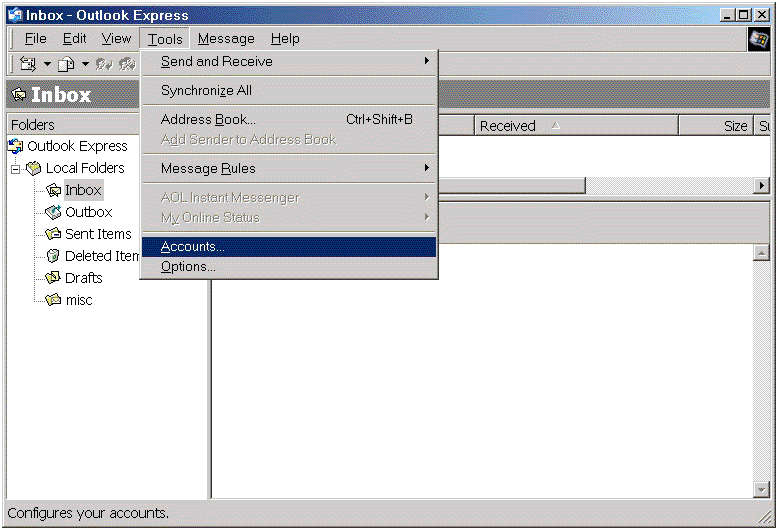 Inbox - Outlook Express
File Edit View Tools Message Help
Send and Receive
Synchronize All
Address Book... Ctrl+Shift+B
Add Sender to Address Book
Message Rules
AOL Instant Messenger
My Online Status
Accounts...
Options...
Inbox
Folders
Received Size Su
Outlook Express
Local Folders
Inbox
Outbox
Sent Items
Deleted Item
Drafts
misc
Configures your accounts.